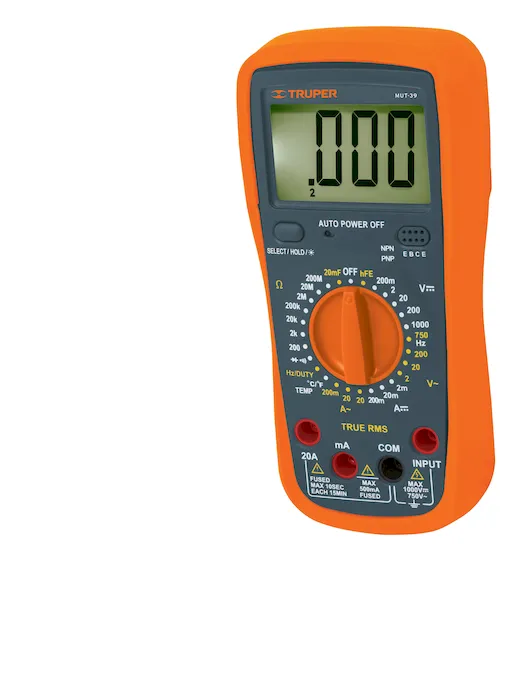 TRUPER
MUT-39
.000
2
AUTO POWER OFF
SELECT / HOLD / ☀
NPN
PNP
E B C E
20mF OFF hFE
200M
20M
2M
200k
20k
2k
200
Ω
Hz/DUTY
°C/°F
TEMP
200m
2
20
200
1000
V
750
Hz
200
20
2
V~
2m
20m
200m
A
20
20
200m
A~
TRUE RMS
20A
mA
COM
INPUT
FUSED
MAX 10SEC
EACH 15MIN
MAX
500mA
FUSED
MAX
1000V
750V~